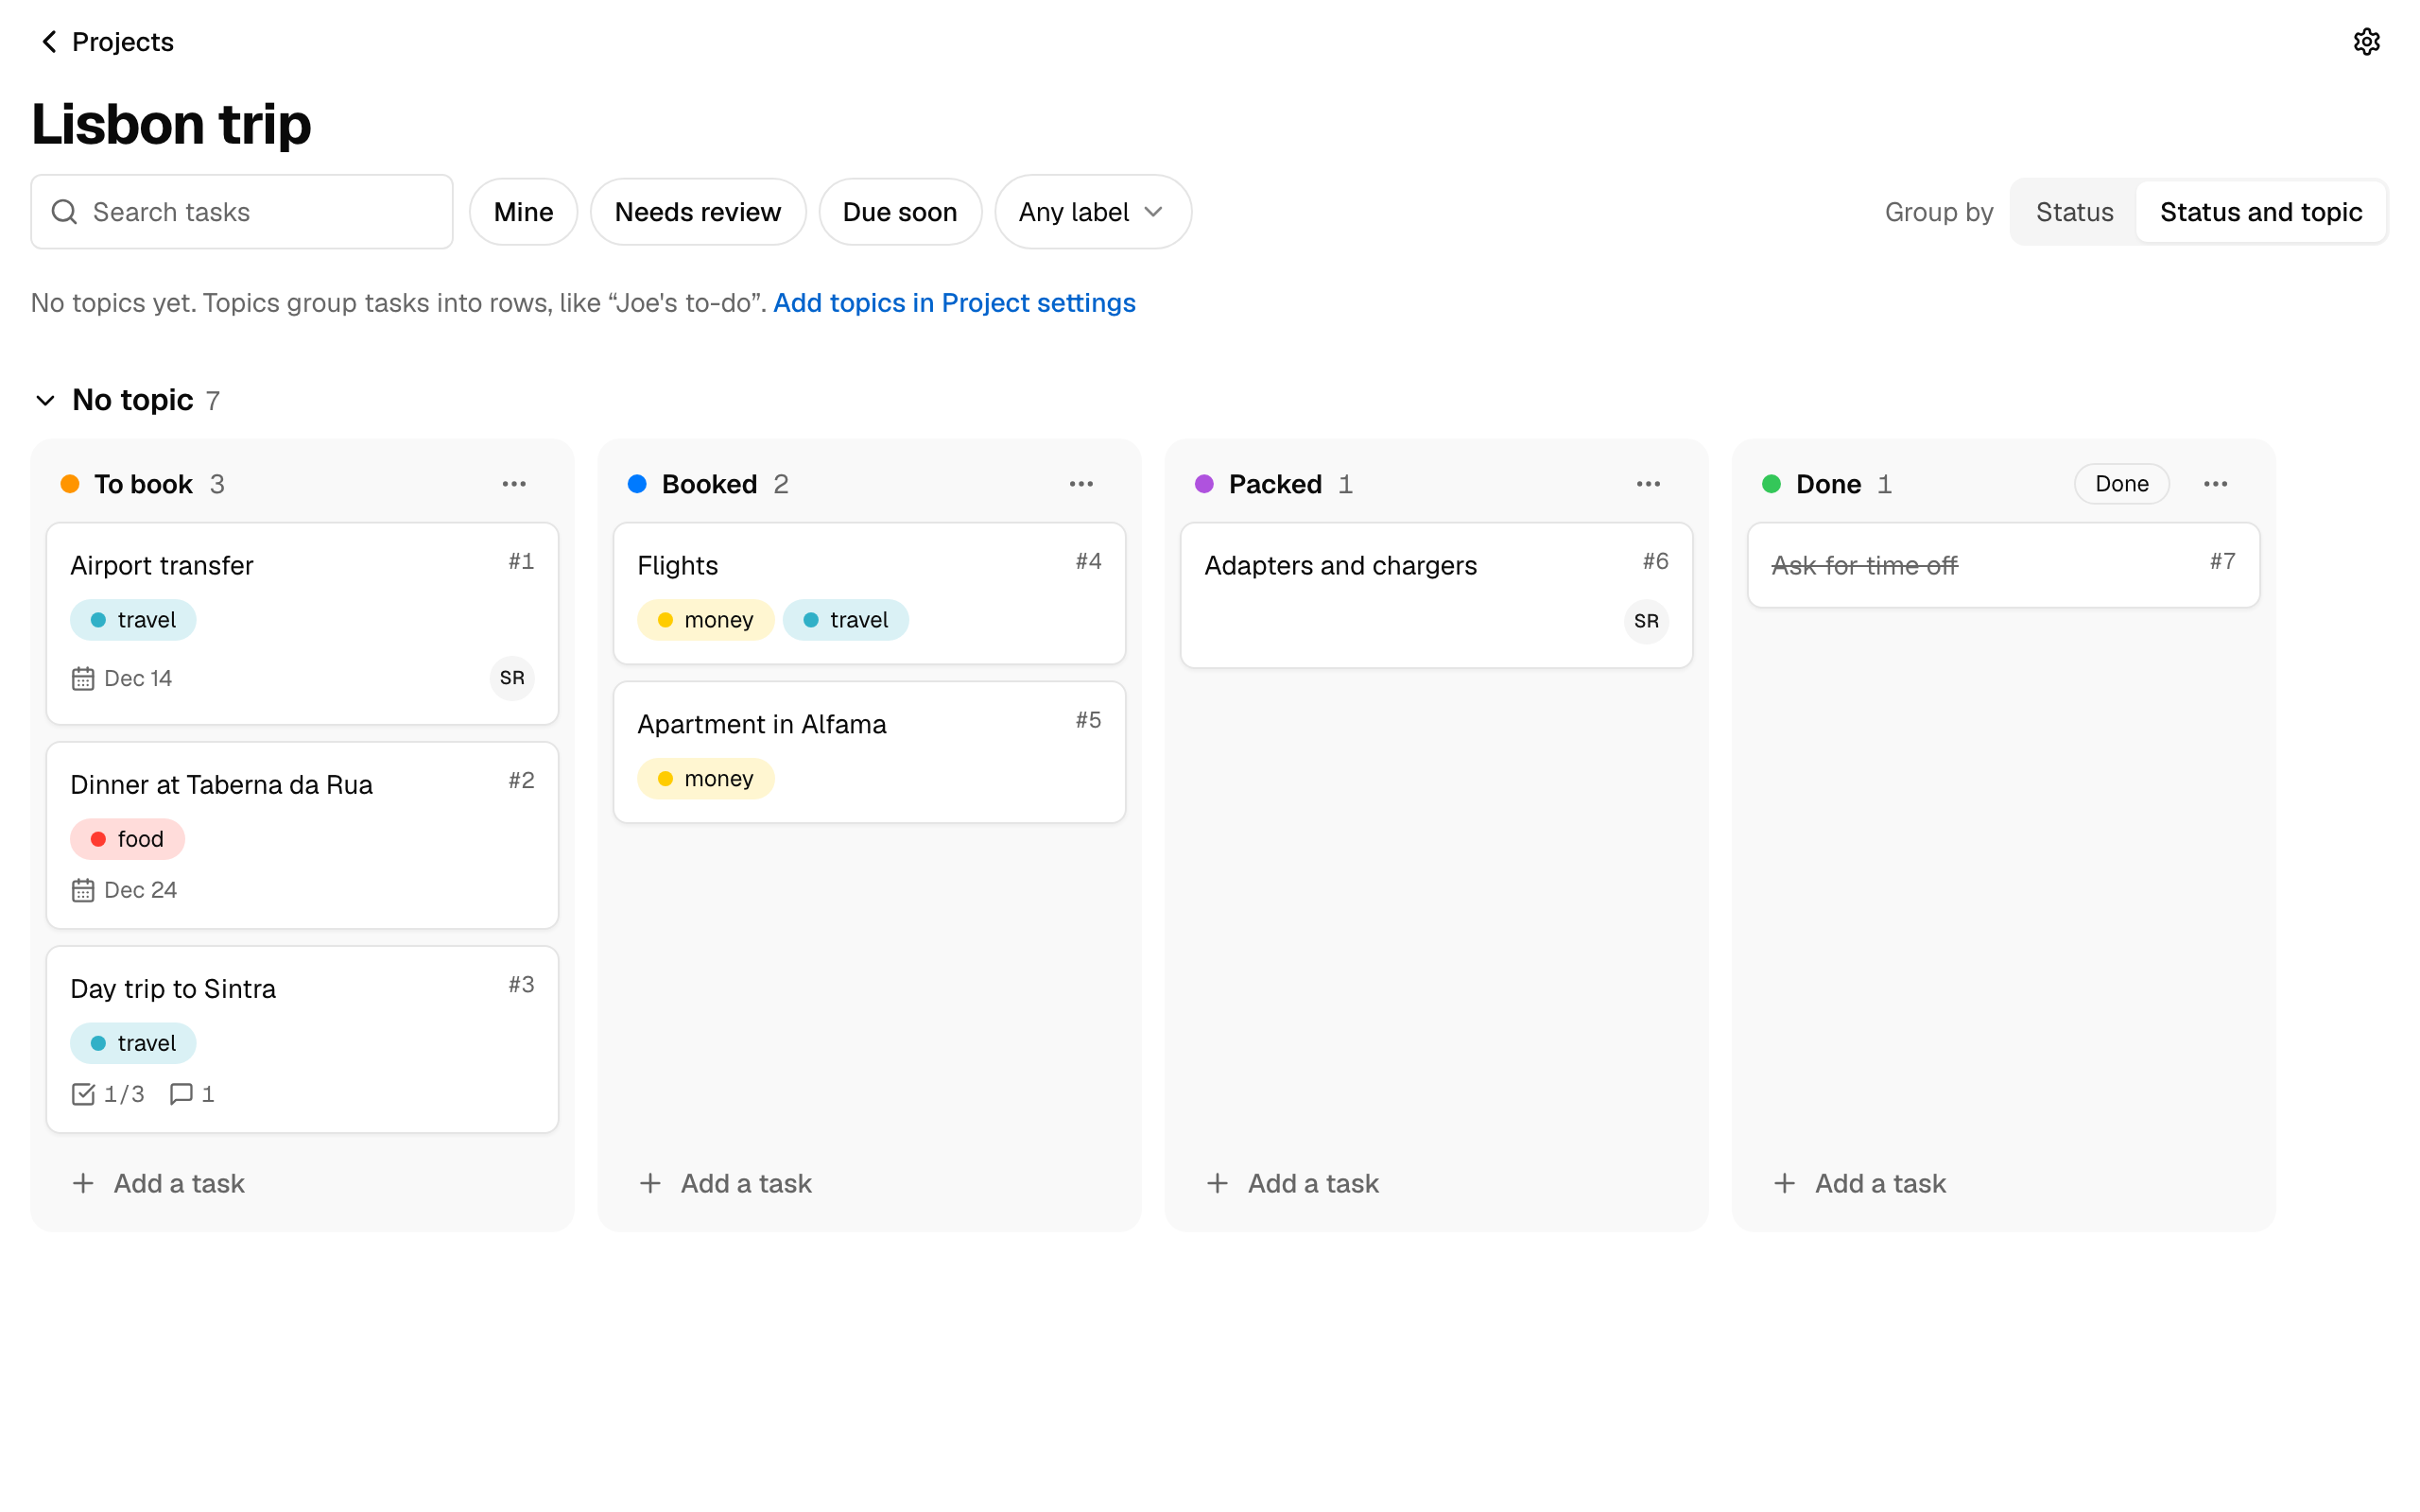 Projects
Lisbon trip
Search tasks
Mine
Needs review
Due soon
Any label
Group by
Status
Status and topic
No topics yet. Topics group tasks into rows, like “Joe's to-do”. Add topics in Project settings
No topic 7
To book 3
Airport transfer #1
travel
Dec 14 SR
Dinner at Taberna da Rua #2
food
Dec 24
Day trip to Sintra #3
travel
1/3 1
Add a task
Booked 2
Flights #4
money travel
Apartment in Alfama #5
money
Add a task
Packed 1
Adapters and chargers #6
SR
Add a task
Done 1 Done
Ask for time off #7
Add a task